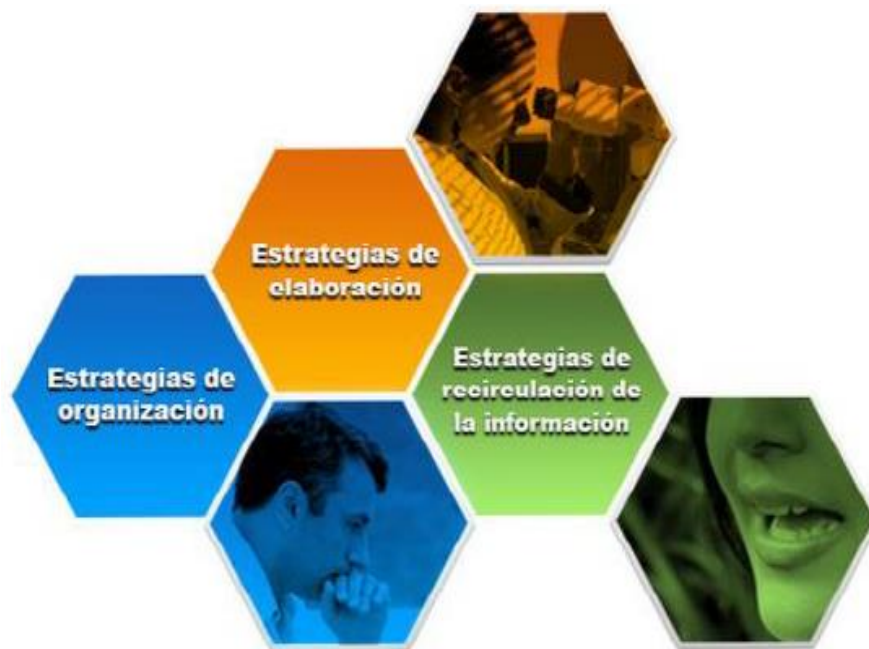 Estrategias de
elaboración
Estrategias de
organización
Estrategias de
recirculación de
la información